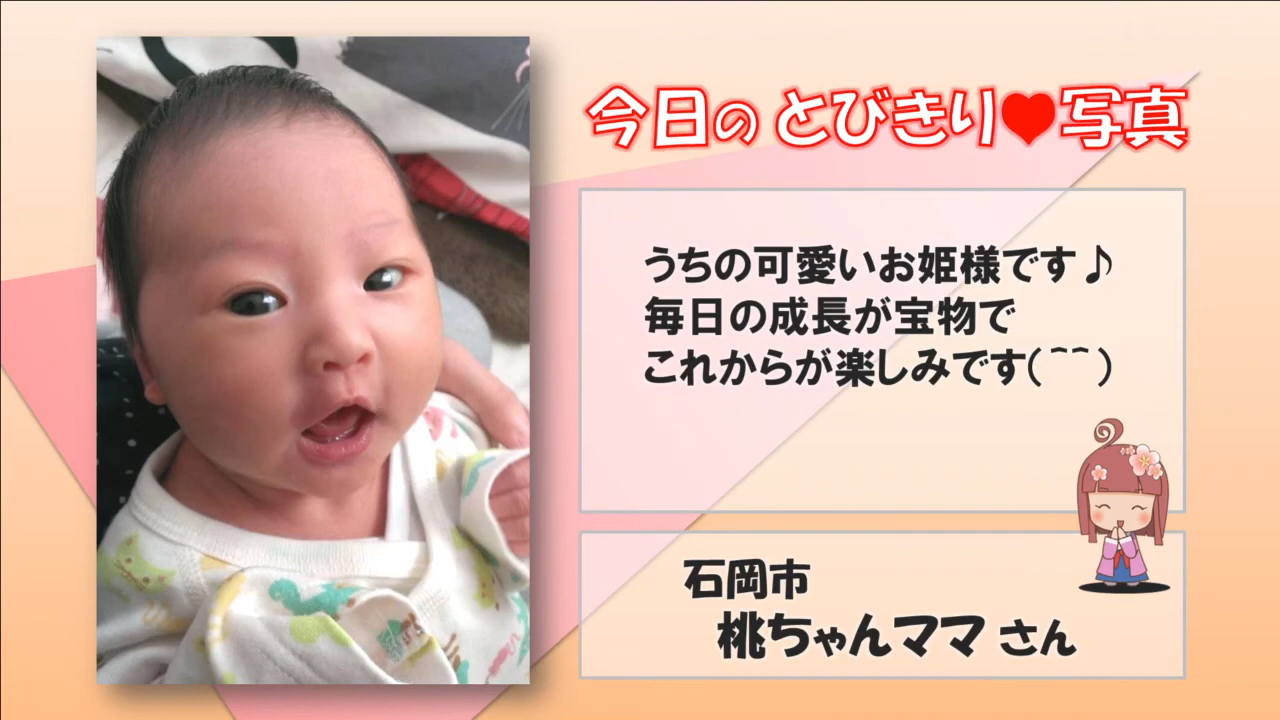 今日の とびきり♥写真
うちの可愛いお姫様です♪
毎日の成長が宝物で
これからが楽しみです(⌒⌒)
石岡市
桃ちゃんママ さん